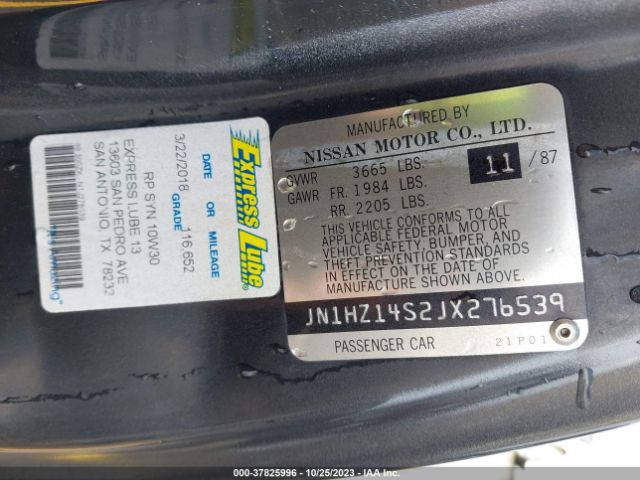 MANUFACTURED BY
NISSAN MOTOR CO., LTD.
GVWR 3665 LBS. 11 / 87
GAWR FR. 1984 LBS.
RR. 2205 LBS.
THIS VEHICLE CONFORMS TO ALL
APPLICABLE FEDERAL MOTOR
VEHICLE SAFETY, BUMPER, AND
THEFT PREVENTION STANDARDS
IN EFFECT ON THE DATE OF
MANUFACTURE SHOWN ABOVE.
JN1HZ14S2JX276539
PASSENGER CAR 21P01
Express Lube
DATE OR MILEAGE
3/22/2018 116,652
GRADE
RP SYN 10W30
EXPRESS LUBE 13
13603 SAN PEDRO AVE
SAN ANTONIO, TX 78232
000-37825996 - 10/25/2023 - IAA Inc.